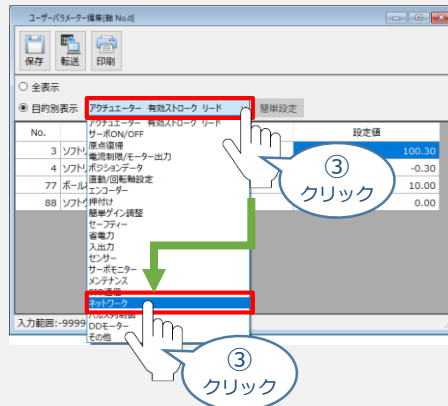 ユーザーパラメーター編集[軸 No.0]
保存 転送 印刷
全表示
目的別表示 アクチュエーター 有効ストローク リード 簡単設定
No. 設定値
3 ソフトリ 100.30
4 ソフトリ -0.30
77 ボール 10.00
88 ソフトウ 0.00
アクチュエーター 有効ストローク リード
サーボON/OFF
原点復帰
電流制限/モーター出力
ポジションデータ
直動/回転軸設定
エンコーダー
押付け
簡単ゲイン調整
セーフティー
省電力
入出力
センサー
サーボモニター
メンテナンス
ネットワーク
パルス列制御
DDモーター
その他
入力範囲:-9999
③
クリック
③
クリック